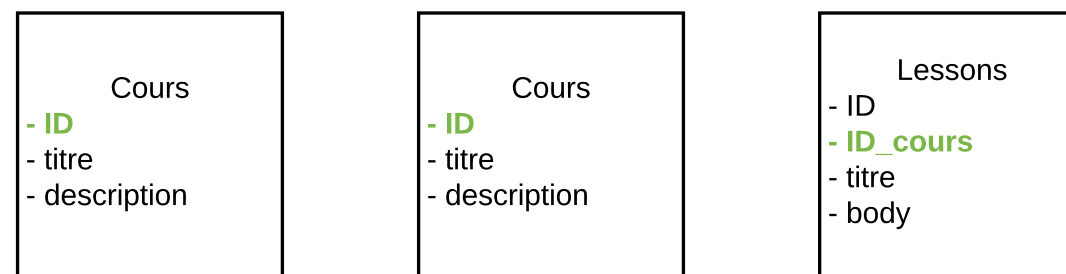 Cours
- ID
- titre
- description
Cours
- ID
- titre
- description
Lessons
- ID
- ID_cours
- titre
- body